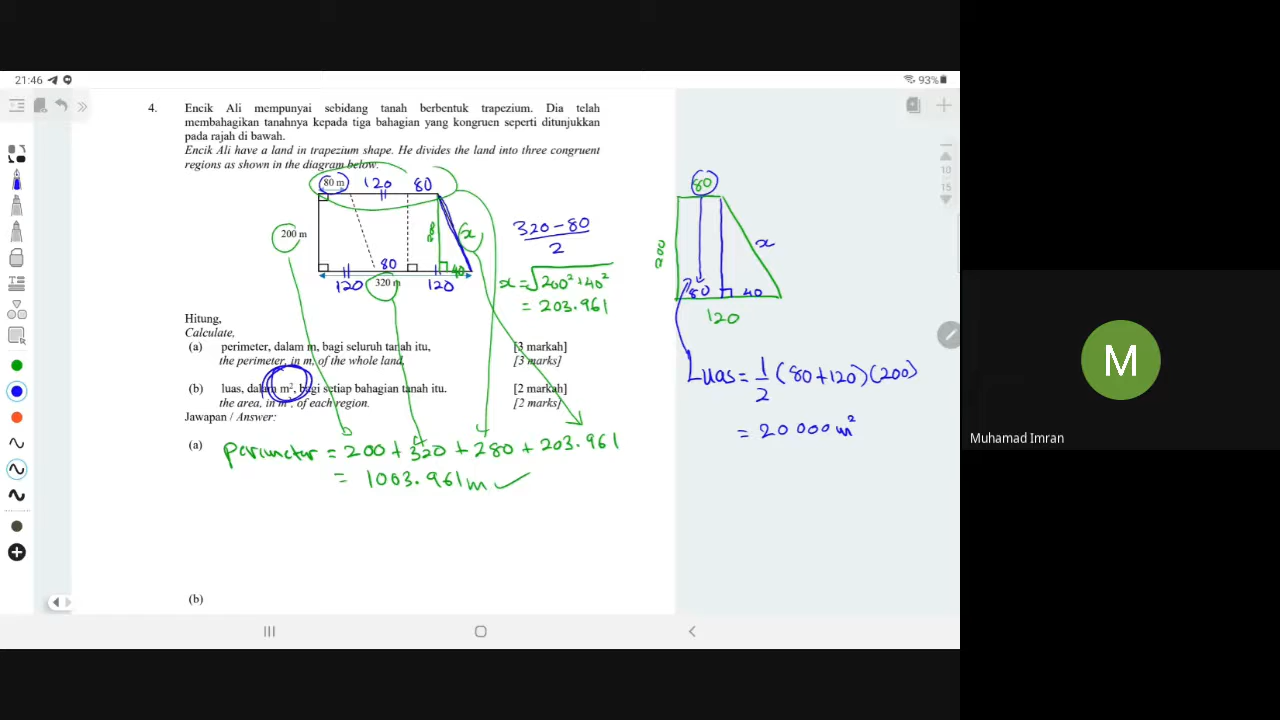 21:46
93%
4. Encik Ali mempunyai sebidang tanah berbentuk trapezium. Dia telah
membahagikan tanahnya kepada tiga bahagian yang kongruen seperti ditunjukkan
pada rajah di bawah.
Encik Ali have a land in trapezium shape. He divides the land into three congruent
regions as shown in the diagram below.
80 m 120 80
200 m
200
x
80
40
120 320 m 120
320-80
2
x = √200²+40²
= 203.961
80
200
x
80 40
120
10
15
Hitung,
Calculate,
(a) perimeter, dalam m, bagi seluruh tanah itu, [3 markah]
the perimeter, in m, of the whole land, [3 marks]
(b) luas, dalam m², bagi setiap bahagian tanah itu. [2 markah]
the area, in m², of each region. [2 marks]
Jawapan / Answer:
Luas = 1/2 (80+120)(200)
= 20 000 m²
(a) perimeter = 200 + 320 + 280 + 203.961
= 1003.961m ✓
(b)
M
Muhamad Imran